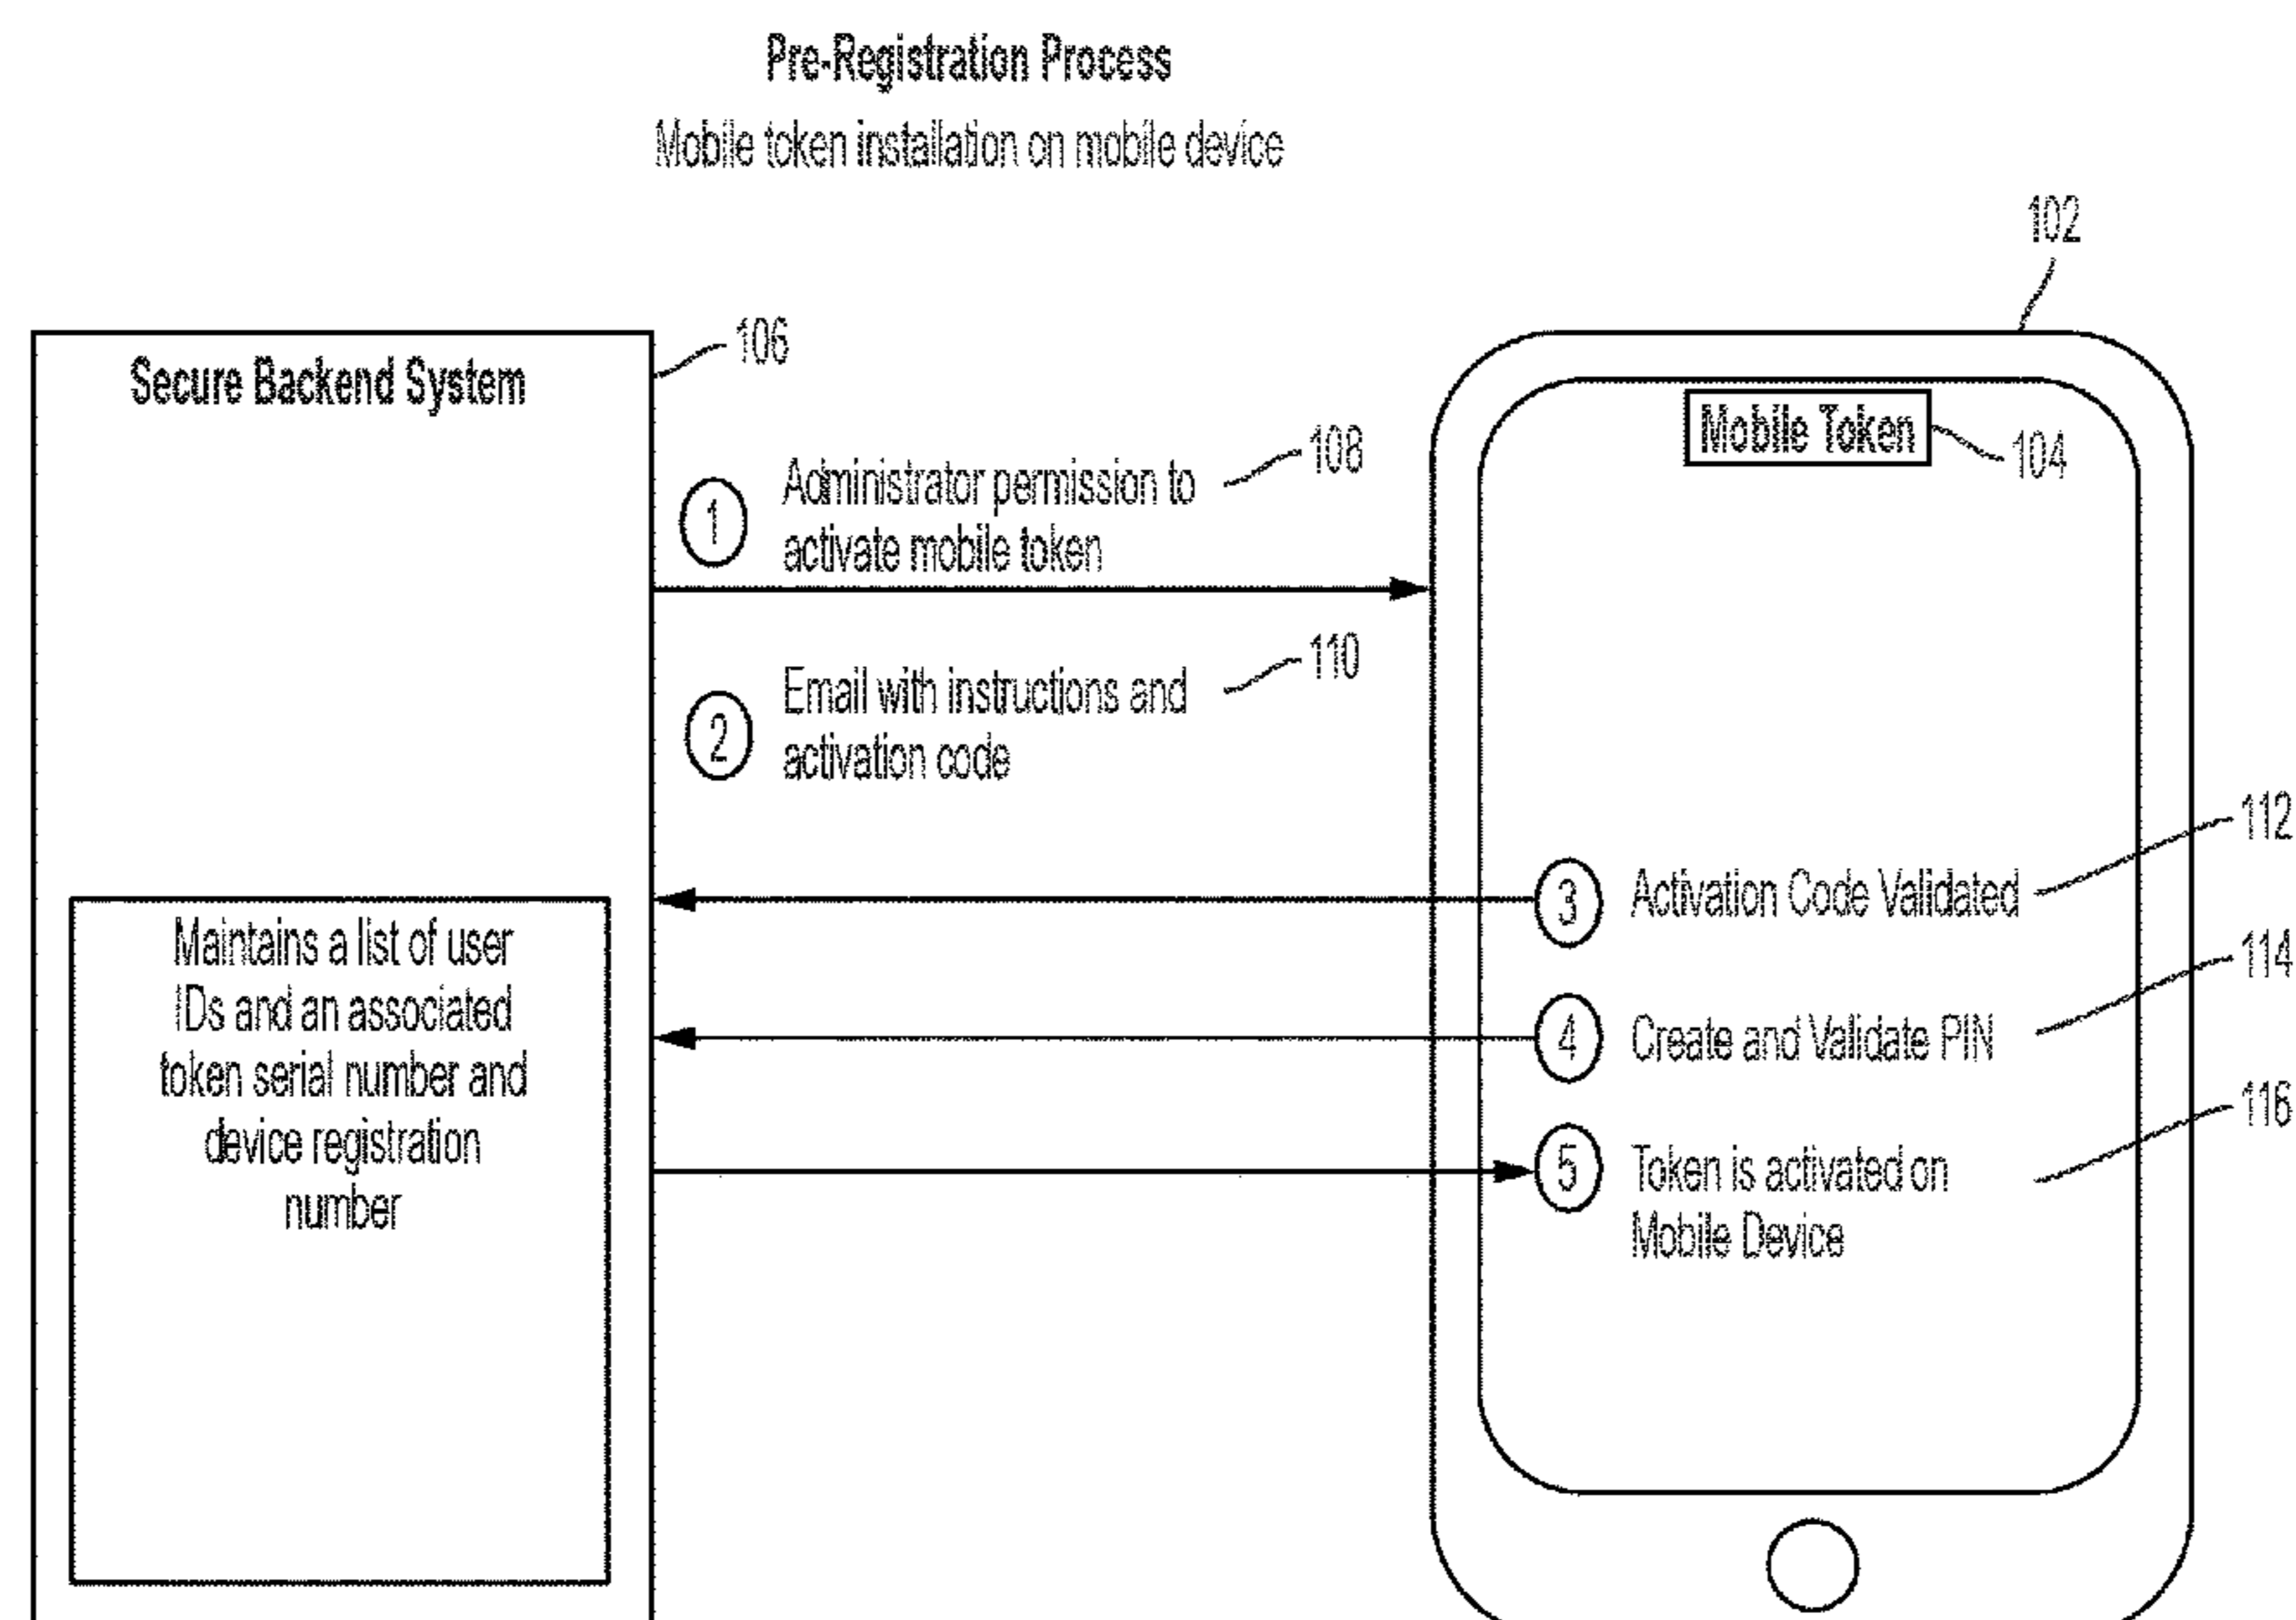 Pre-Registration Process
Mobile token installation on mobile device
102
106
Secure Backend System
Mobile Token
104
108
1
Administrator permission to
activate mobile token
110
2
Email with instructions and
activation code
112
3
Activation Code Validated
Maintains a list of user
IDs and an associated
token serial number and
device registration
number
114
4
Create and Validate PIN
116
5
Token is activated on
Mobile Device